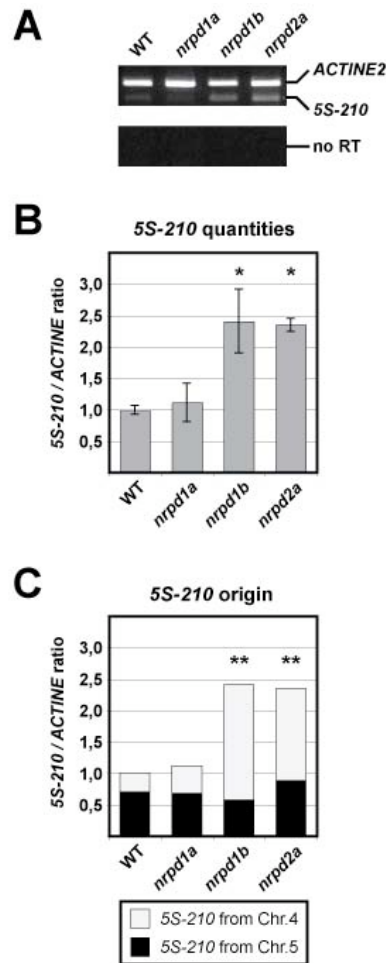 A
WT nrpd1a nrpd1b nrpd2a
ACTINE2
5S-210
no RT
B
5S-210 quantities
5S-210 / ACTINE ratio
3,0
2,5
2,0
1,5
1,0
0,5
* *
WT nrpd1a nrpd1b nrpd2a
C
5S-210 origin
5S-210 / ACTINE ratio
3,0
2,5
2,0
1,5
1,0
0,5
** **
WT nrpd1a nrpd1b nrpd2a
5S-210 from Chr.4
5S-210 from Chr.5